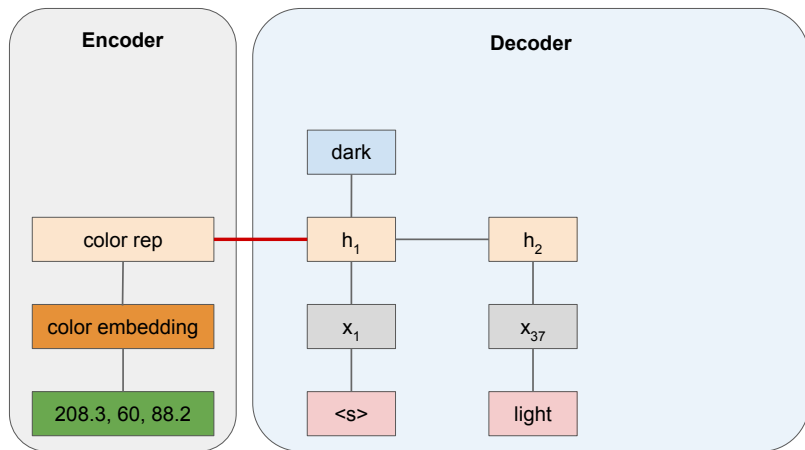 Encoder
Decoder
dark
color rep
h₁
h₂
color embedding
x₁
x₃₇
208.3, 60, 88.2
<s>
light